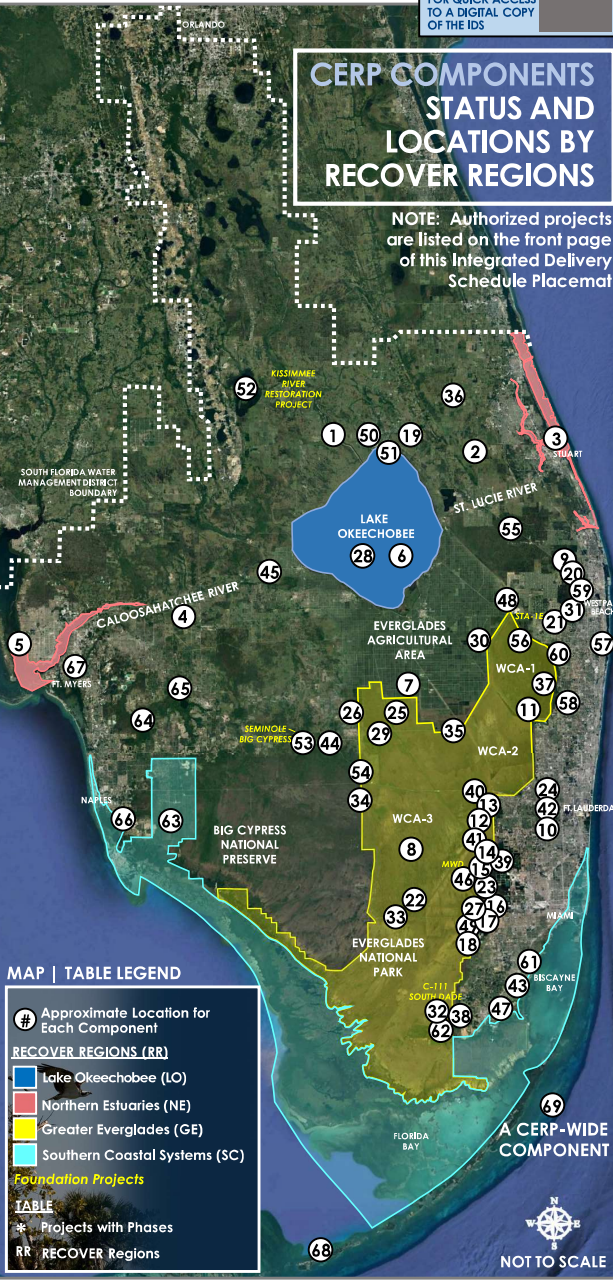 FOR QUICK ACCESS
TO A DIGITAL COPY
OF THE IDS
ORLANDO
CERP COMPONENTS
STATUS AND
LOCATIONS BY
RECOVER REGIONS
NOTE: Authorized projects
are listed on the front page
of this Integrated Delivery
Schedule Placemat
KISSIMMEE
RIVER
RESTORATION
PROJECT
52
36
1
50
19
51
2
3
STUART
SOUTH FLORIDA WATER
MANAGEMENT DISTRICT
BOUNDARY
ST. LUCIE RIVER
LAKE
OKEECHOBEE
28
6
55
9
20
59
45
CALOOSAHATCHEE RIVER
4
48
STA-1E
31
21
WEST PA
BEACH
57
5
67
FT. MYERS
EVERGLADES
AGRICULTURAL
AREA
30
56
60
WCA-1
37
11
58
65
64
7
26
25
29
35
SEMINOLE
BIG CYPRESS
53
44
WCA-2
54
34
40
13
12
24
42
FT. LAUDERDA
10
NAPLES
66
63
BIG CYPRESS
NATIONAL
PRESERVE
WCA-3
8
41
14
39
MWD
15
46
23
22
33
27
16
49
17
18
MIAMI
EVERGLADES
NATIONAL
PARK
61
BISCAYNE
BAY
43
47
C-111
SOUTH DADE
32
38
62
MAP | TABLE LEGEND
# Approximate Location for
Each Component
RECOVER REGIONS (RR)
Lake Okeechobee (LO)
Northern Estuaries (NE)
Greater Everglades (GE)
Southern Coastal Systems (SC)
Foundation Projects
TABLE
* Projects with Phases
RR RECOVER Regions
FLORIDA
BAY
69
A CERP-WIDE
COMPONENT
68
N
W
E
S
NOT TO SCALE